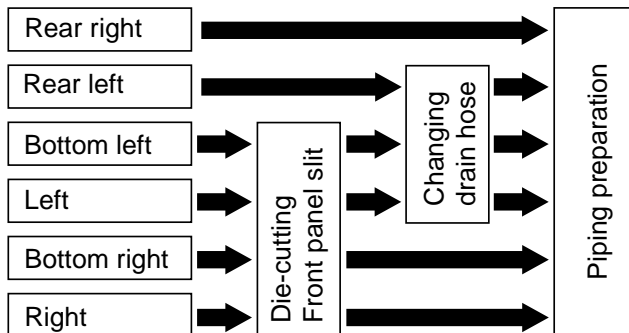 Rear right
Rear left
Bottom left
Left
Bottom right
Right
Die-cutting
Front panel slit
Changing
drain hose
Piping preparation